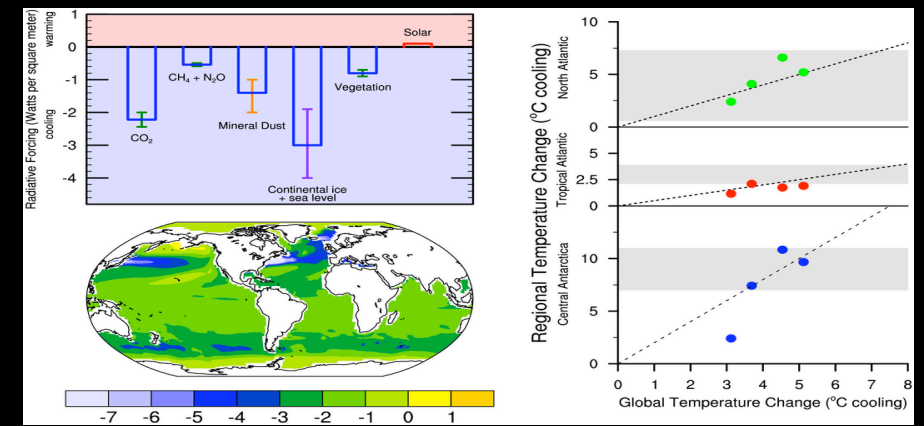 Radiative Forcing (Watts per square meter)
cooling
warming
1
0
-1
-2
-3
-4
CO₂
CH₄ + N₂O
Mineral Dust
Continental ice
+ sea level
Vegetation
Solar
-7 -6 -5 -4 -3 -2 -1 0 1
Regional Temperature Change (°C cooling)
North Atlantic
10
5
0
Tropical Atlantic
5
2.5
0
Central Antarctica
10
5
0
0 1 2 3 4 5 6 7 8
Global Temperature Change (°C cooling)